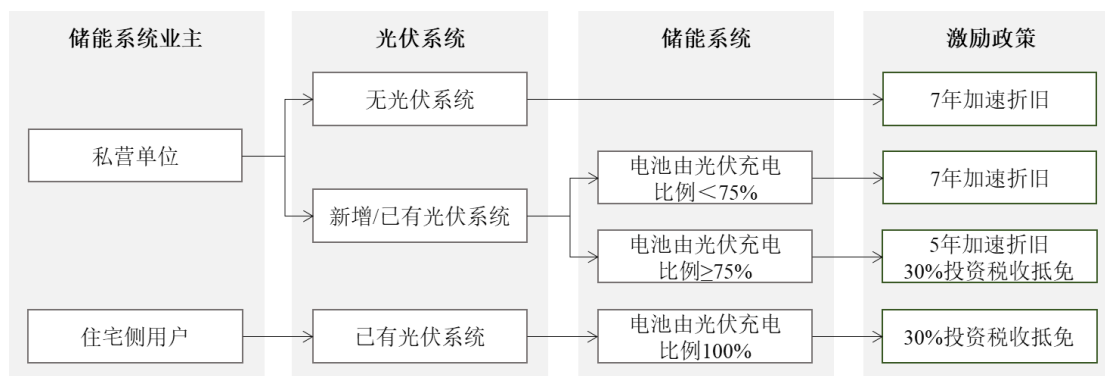 储能系统业主
光伏系统
储能系统
激励政策
无光伏系统
7年加速折旧
私营单位
电池由光伏充电
比例＜75%
7年加速折旧
新增/已有光伏系统
电池由光伏充电
比例≥75%
5年加速折旧
30%投资税收抵免
住宅侧用户
已有光伏系统
电池由光伏充电
比例100%
30%投资税收抵免